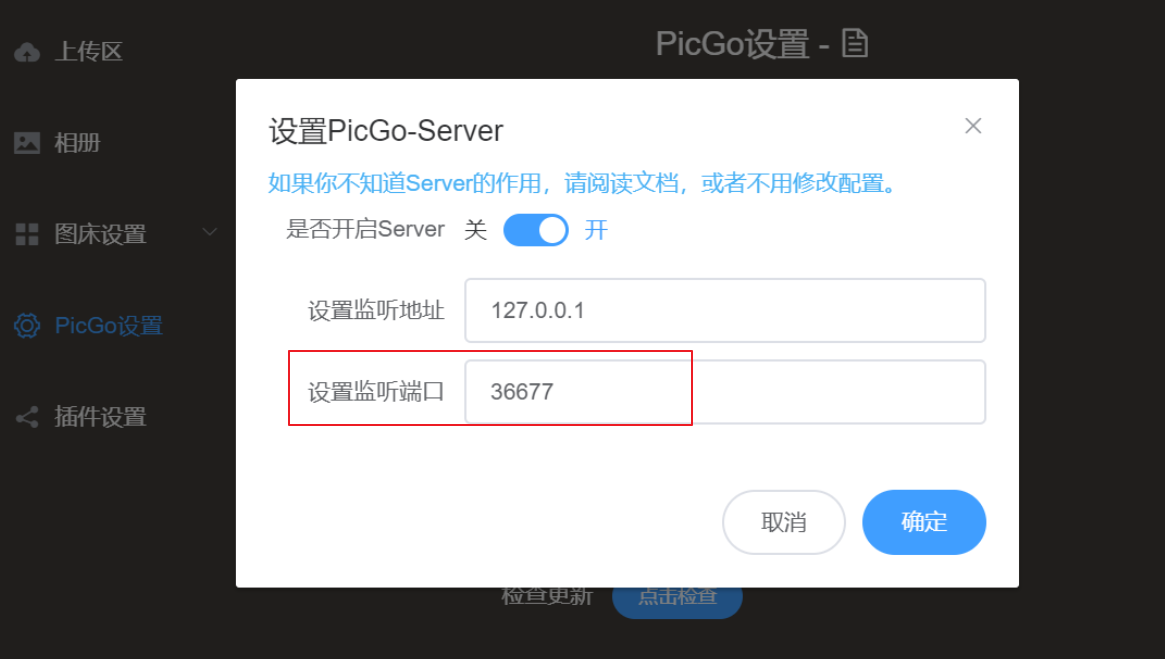 上传区
PicGo设置 -
相册
图床设置
PicGo设置
插件设置
设置PicGo-Server
如果你不知道Server的作用，请阅读文档，或者不用修改配置。
是否开启Server 关 开
设置监听地址 127.0.0.1
设置监听端口 36677
取消 确定
检查更新 点击检查